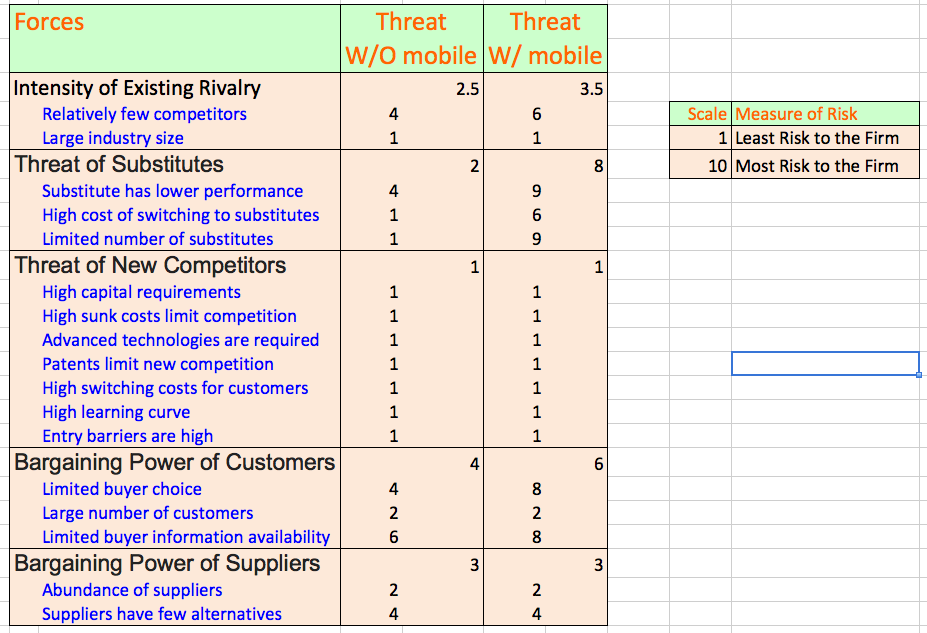 Forces Threat Threat
W/O mobile W/ mobile
Intensity of Existing Rivalry 2.5 3.5
Relatively few competitors 4 6
Scale Measure of Risk
Large industry size 1 1
1 Least Risk to the Firm
Threat of Substitutes 2 8
10 Most Risk to the Firm
Substitute has lower performance 4 9
High cost of switching to substitutes 1 6
Limited number of substitutes 1 9
Threat of New Competitors 1 1
High capital requirements 1 1
High sunk costs limit competition 1 1
Advanced technologies are required 1 1
Patents limit new competition 1 1
High switching costs for customers 1 1
High learning curve 1 1
Entry barriers are high 1 1
Bargaining Power of Customers 4 6
Limited buyer choice 4 8
Large number of customers 2 2
Limited buyer information availability 6 8
Bargaining Power of Suppliers 3 3
Abundance of suppliers 2 2
Suppliers have few alternatives 4 4